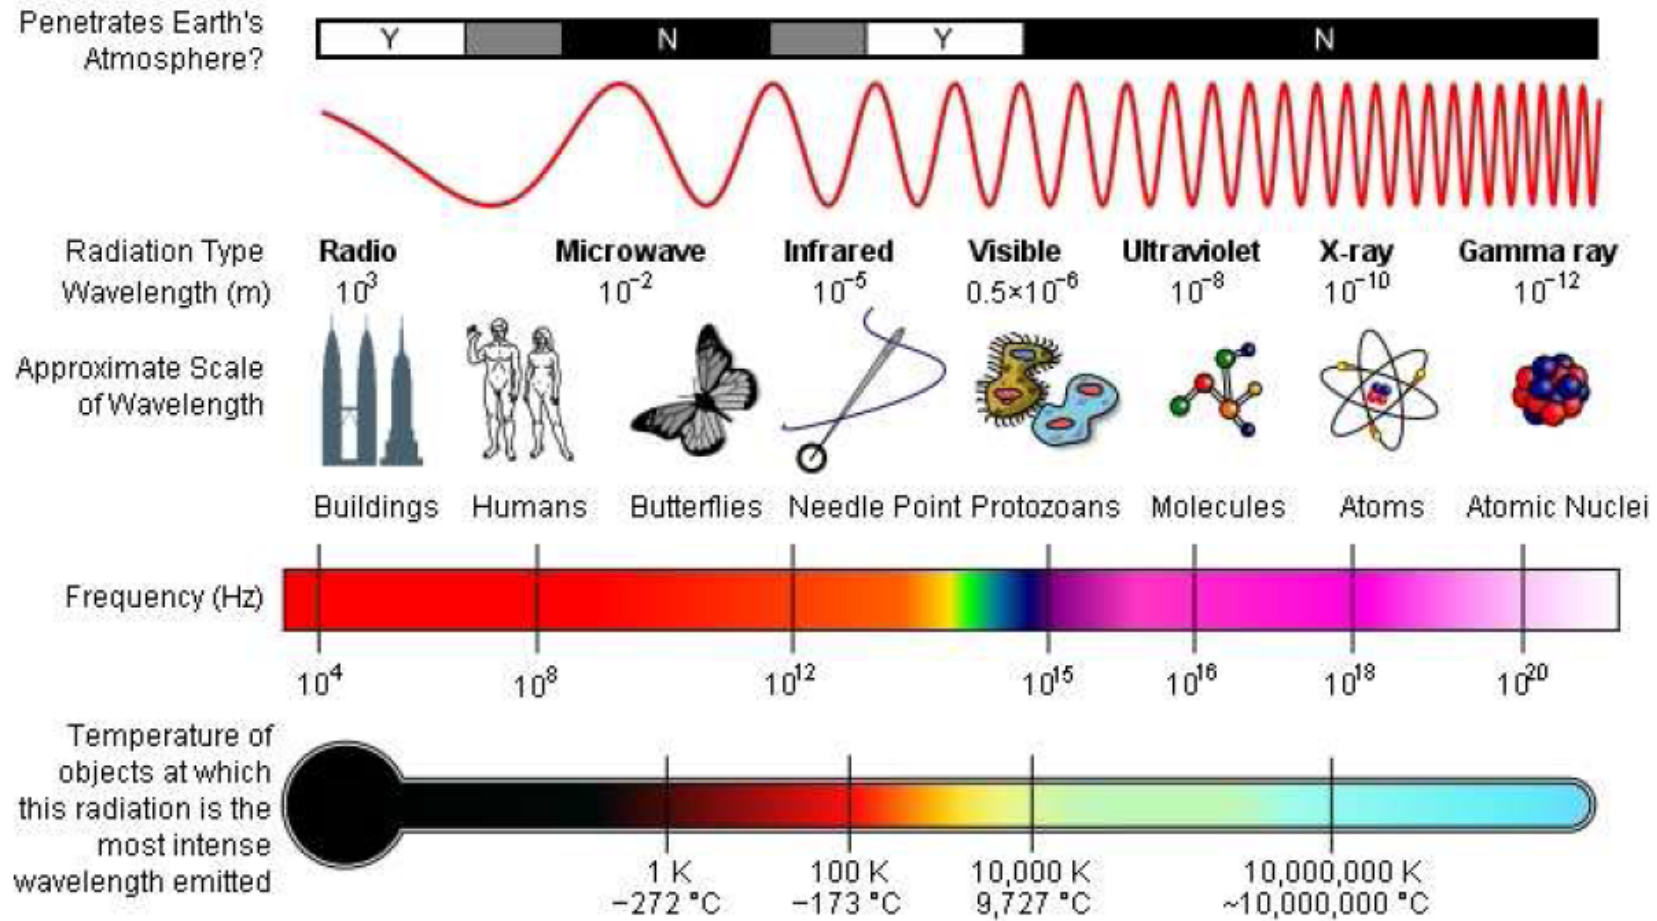 Penetrates Earth's
Atmosphere?
Y N Y N
Radiation Type Radio Microwave Infrared Visible Ultraviolet X-ray Gamma ray
Wavelength (m) 10³ 10⁻² 10⁻⁵ 0.5×10⁻⁶ 10⁻⁸ 10⁻¹⁰ 10⁻¹²
Approximate Scale
of Wavelength
Buildings Humans Butterflies Needle Point Protozoans Molecules Atoms Atomic Nuclei
Frequency (Hz)
10⁴ 10⁸ 10¹² 10¹⁵ 10¹⁶ 10¹⁸ 10²⁰
Temperature of
objects at which
this radiation is the
most intense
wavelength emitted
1 K 100 K 10,000 K 10,000,000 K
−272 °C −173 °C 9,727 °C ~10,000,000 °C